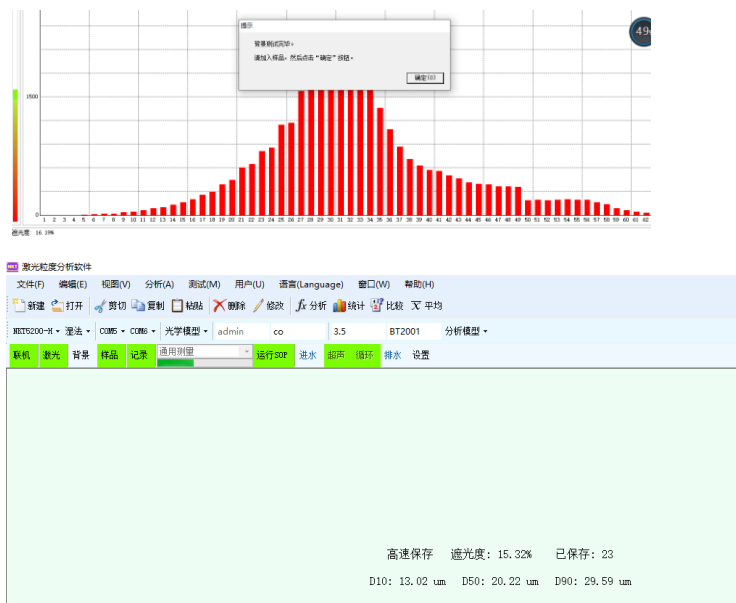 提示
背景测试完毕。
请加入样品，然后点击“确定”按钮。
确定(O)
49
1500
0
1 2 3 4 5 6 7 8 9 10 11 12 13 14 15 16 17 18 19 20 21 22 23 24 25 26 27 28 29 30 31 32 33 34 35 36 37 38 39 40 41 42 43 44 45 46 47 48 49 50 51 52 53 54 55 56 57 58 59 60 61 62
遮光度: 16.19%
激光粒度分析软件
文件(F) 编辑(E) 视图(V) 分析(A) 测试(M) 用户(U) 语言(Language) 窗口(W) 帮助(H)
新建 打开 剪切 复制 粘贴 删除 修改 fx 分析 统计 比较 X 平均
HKT5200-H 湿法 COM5 COM6 光学模型 admin co 3.5 BT2001 分析模型
联机 激光 背景 样品 记录 通用测量 运行SOP 进水 超声 循环 排水 设置
高速保存 遮光度: 15.32% 已保存: 23
D10: 13.02 um D50: 20.22 um D90: 29.59 um